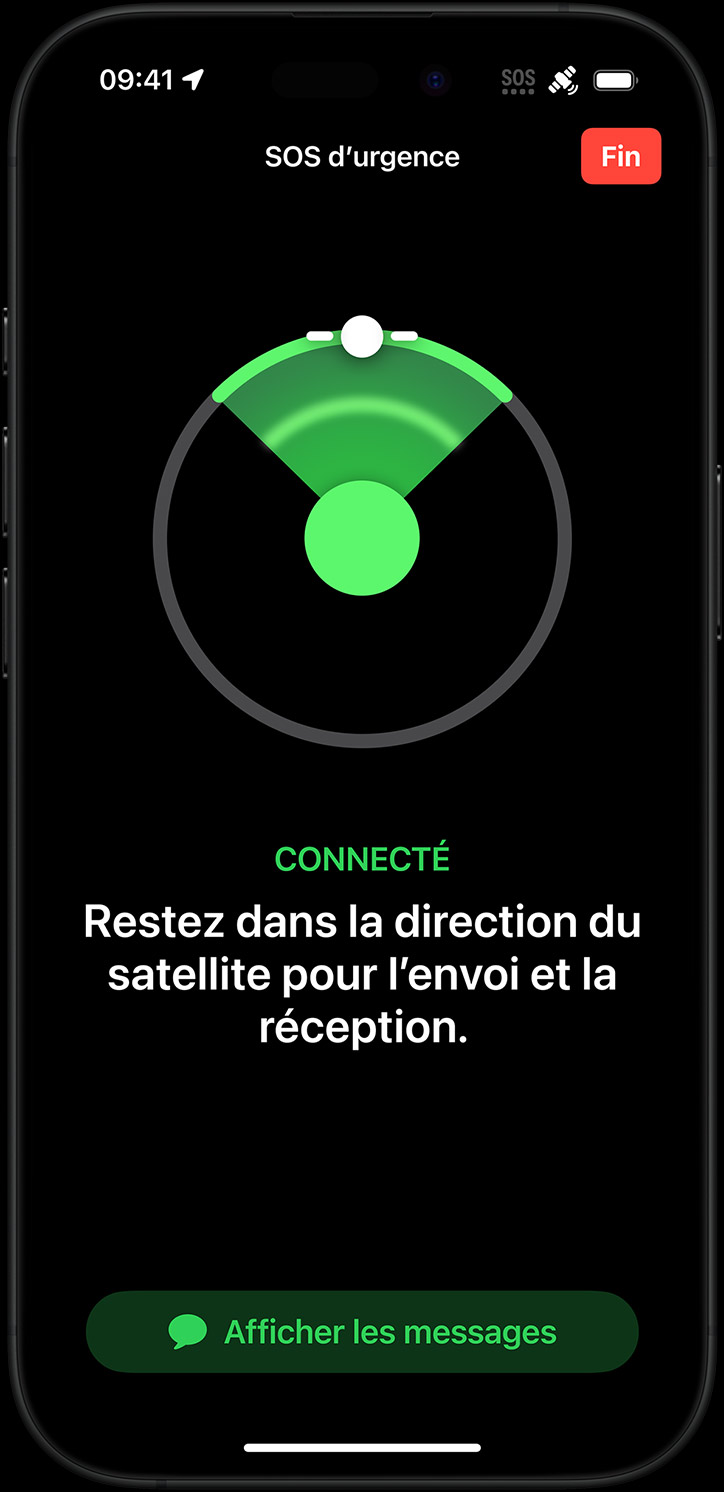 09:41 SOS
SOS d’urgence Fin
CONNECTÉ
Restez dans la direction du
satellite pour l’envoi et la
réception.
Afficher les messages